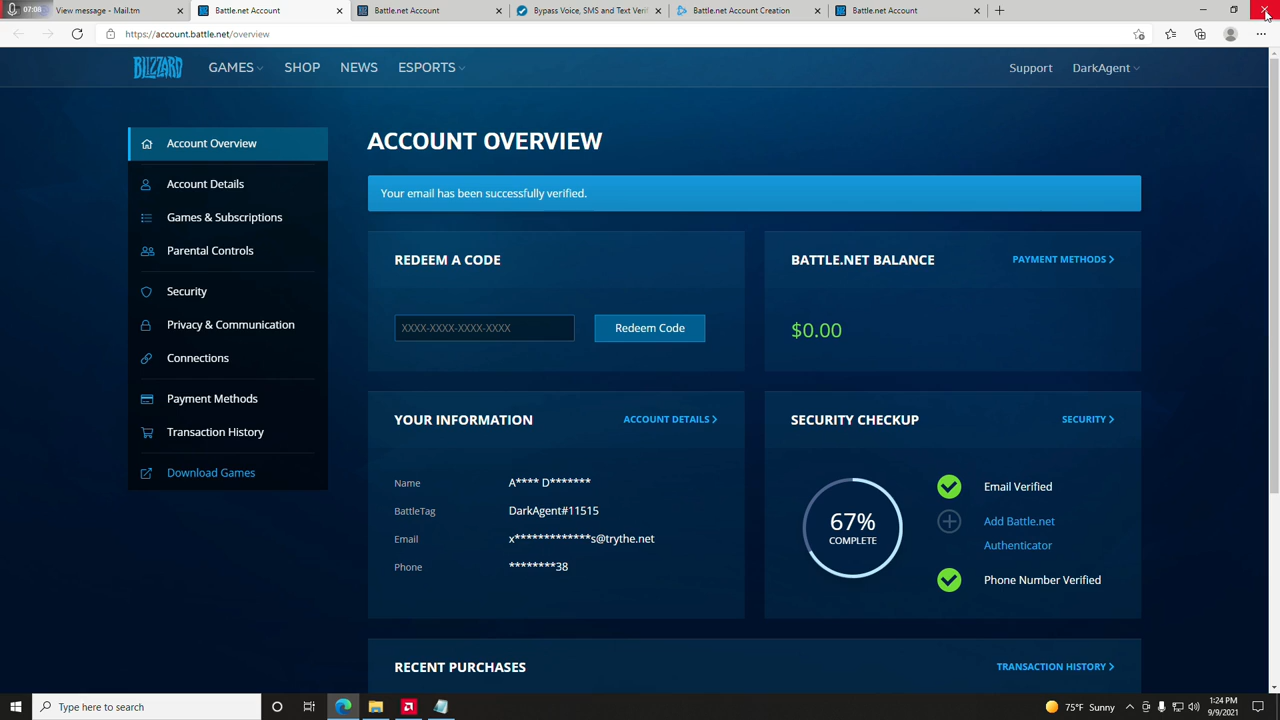 07:08
View message - Mail.tm
Battle.net Account
Battle.net Account
Bypass Voice, SMS and Text Verif
Battle.net Account Creation
Battle.net Account
https://account.battle.net/overview
BLIZZARD
GAMES
SHOP
NEWS
ESPORTS
Support
DarkAgent
Account Overview
Account Details
Games & Subscriptions
Parental Controls
Security
Privacy & Communication
Connections
Payment Methods
Transaction History
Download Games
ACCOUNT OVERVIEW
Your email has been successfully verified.
REDEEM A CODE
XXXX-XXXX-XXXX-XXXX
Redeem Code
BATTLE.NET BALANCE
PAYMENT METHODS
$0.00
YOUR INFORMATION
ACCOUNT DETAILS
Name A**** D*******
BattleTag DarkAgent#11515
Email x*************s@trythe.net
Phone ********38
SECURITY CHECKUP
SECURITY
67%
COMPLETE
Email Verified
Add Battle.net
Authenticator
Phone Number Verified
RECENT PURCHASES
TRANSACTION HISTORY
Type here to search
75°F Sunny
1:24 PM
9/9/2021